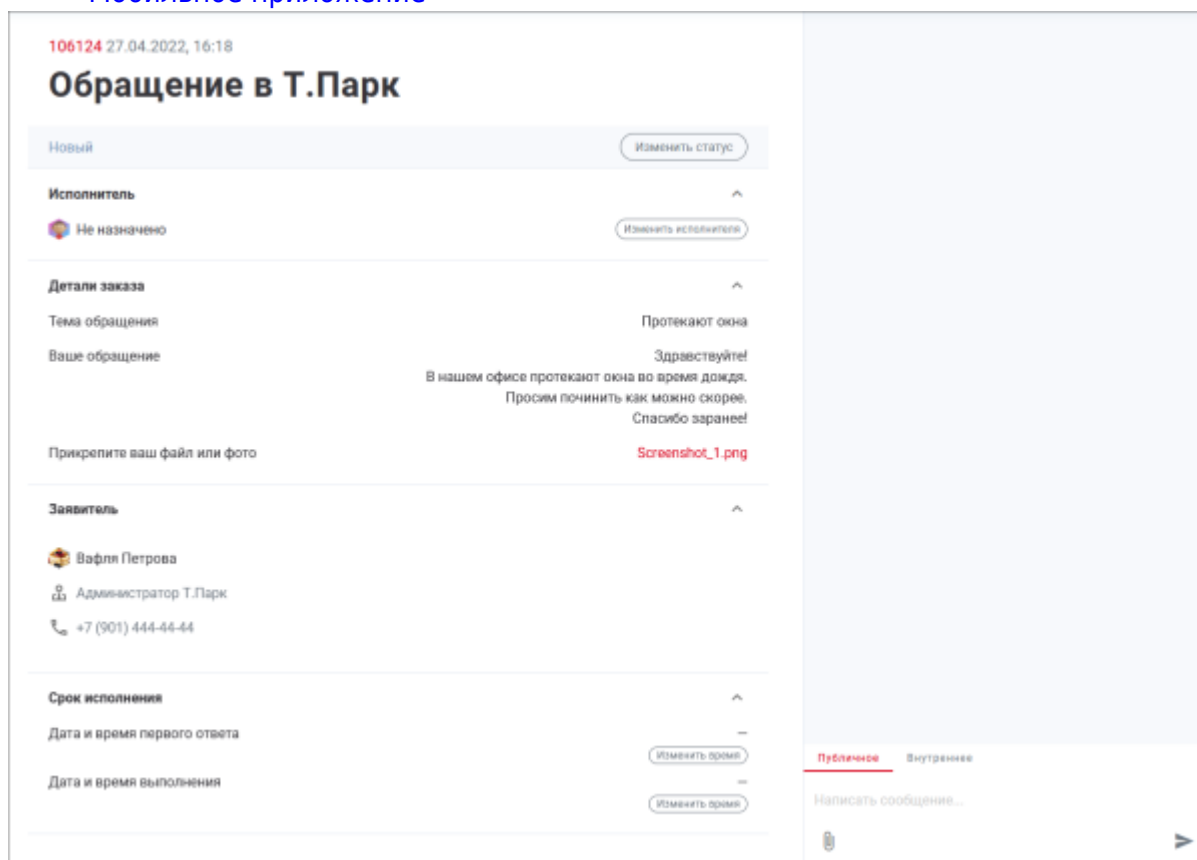 Мобильное приложение
106124 27.04.2022, 16:18
Обращение в Т.Парк
Новый
Изменить статус
Исполнитель
Не назначено
Изменить исполнителя
Детали заказа
Тема обращения
Протекают окна
Ваше обращение
Здравствуйте!
В нашем офисе протекают окна во время дождя.
Просим починить как можно скорее.
Спасибо заранее!
Прикрепите ваш файл или фото
Screenshot_1.png
Заявитель
Вафля Петрова
Администратор Т.Парк
+7 (901) 444-44-44
Срок исполнения
Дата и время первого ответа
–
Изменить время
Дата и время выполнения
–
Изменить время
Публичное
Внутреннее
Написать сообщение...